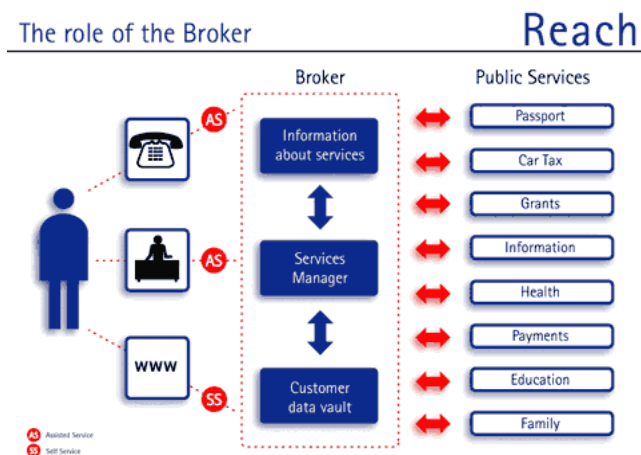 The role of the Broker
Reach
Broker
Public Services
AS
Information
about services
Passport
Car Tax
Grants
AS
Services
Manager
Information
Health
www
Payments
SS
Customer
data vault
Education
Family
AS Assisted Service
SS Self Service